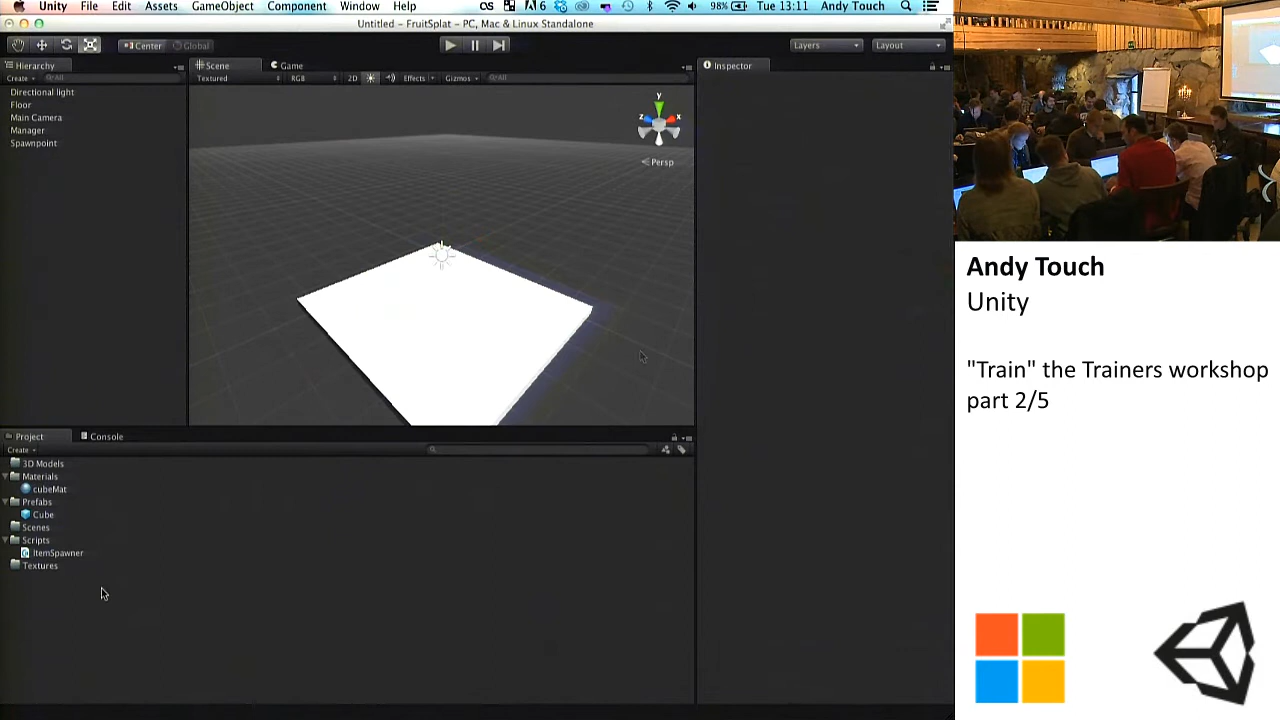 Unity File Edit Assets GameObject Component Window Help 6 98% Tue 13:11 Andy Touch
Untitled - FruitSplat - PC, Mac & Linux Standalone
Center Global Layers Layout
Hierarchy Scene Game Inspector
Create All Textured RGB 2D Effects Gizmos All
Directional light
Floor
Main Camera
Manager
Spawnpoint
y
z x
Persp
Project Console
Create
3D Models
Materials
cubeMat
Prefabs
Cube
Scenes
Scripts
ItemSpawner
Textures
Andy Touch
Unity
"Train" the Trainers workshop
part 2/5